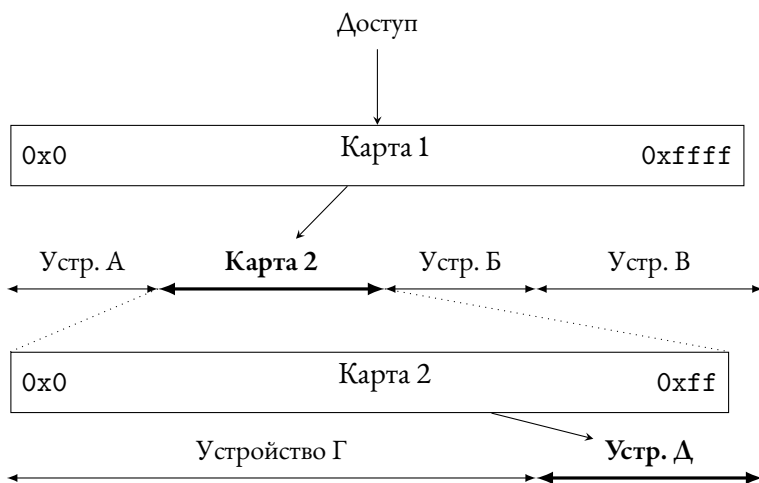 Доступ
0x0 Карта 1 0xffff
Устр. А Карта 2 Устр. Б Устр. В
0x0 Карта 2 0xff
Устройство Г Устр. Д